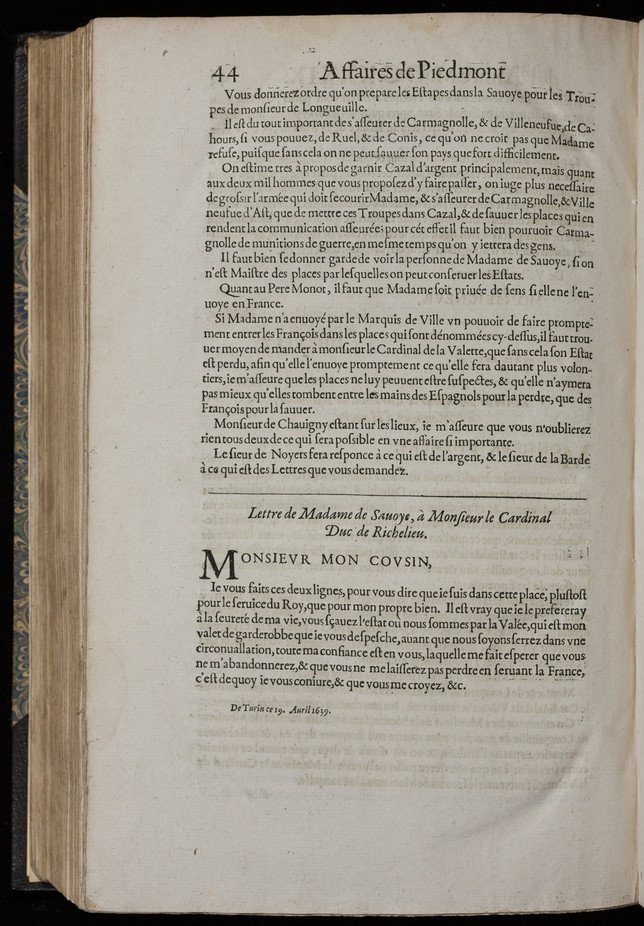 44 Affaires de Piedmont
Vous donnerez ordre qu'on prepare les Estapes dans la Sauoye pour les Trou-
pes de monsieur de Longueuille.
Il est du tout important de s'asseurer de Carmagnolle, & de Villeneufue, de Ca-
hours, si vous pouuez, de Ruel, & de Conis, ce qu'on ne croit pas que Madame
refuse, puisque sans cela on ne peut sauuer son pays que fort difficilement.
On estime tres à propos de garnir Cazal d'argent principalement, mais quant
aux deux mil hommes que vous proposez d'y faire passer, on iuge plus necessaire
de grossir l'armée qui doit secourir Madame, & s'asseurer de Carmagnolle, & Ville
neufue d'Ast, que de mettre ces Troupes dans Cazal, & de sauuer les places qui en
rendent la communication asseurée; pour cét effet il faut bien pouruoir Carma-
gnolle de munitions de guerre, en mesme temps qu'on y iettera des gens.
Il faut bien se donner garde de voir la personne de Madame de Sauoye, si on
n'est Maistre des places par lesquelles on peut conseruer les Estats.
Quant au Pere Monot, il faut que Madame soit priuée de sens si elle ne l'en-
uoye en France.
Si Madame n'a enuoyé par le Marquis de Ville vn pouuoir de faire prompte-
ment entrer les François dans les places qui sont dénommées cy-dessus, il faut trou-
uer moyen de mander à monsieur le Cardinal de la Valette, que sans cela son Estat
est perdu, afin qu'elle l'enuoye promptement ce qu'elle fera dautant plus volon-
tiers, ie m'asseure que les places ne luy peuuent estre suspectes, & qu'elle n'aymera
pas mieux qu'elles tombent entre les mains des Espagnols pour la perdre, que des
François pour la sauuer.
Monsieur de Chauigny estant sur les lieux, ie m'asseure que vous n'oublierez
rien tous deux de ce qui sera possible en vne affaire si importante.
Le sieur de Noyers fera response à ce qui est de l'argent, & le sieur de la Barde
à ce qui est des Lettres que vous demandez.
Lettre de Madame de Sauoye, à Monsieur le Cardinal
Duc de Richelieu.
MONSIEVR MON COVSIN,
Ie vous faits ces deux lignes, pour vous dire que ie suis dans cette place, plustost
pour le seruice du Roy, que pour mon propre bien. Il est vray que ie le prefereray
à la seureté de ma vie, vous sçauez l'estat où nous sommes par la Valée, qui est mon
valet de garderobbe que ie vous despesche, auant que nous soyons serrez dans vne
circonuallation, toute ma confiance est en vous, laquelle me fait esperer que vous
ne m'abandonnerez, & que vous ne me laisserez pas perdre en seruant la France,
c'est dequoy ie vous coniure, & que vous me croyez, &c.
De Turin ce 19. Auril 1639.